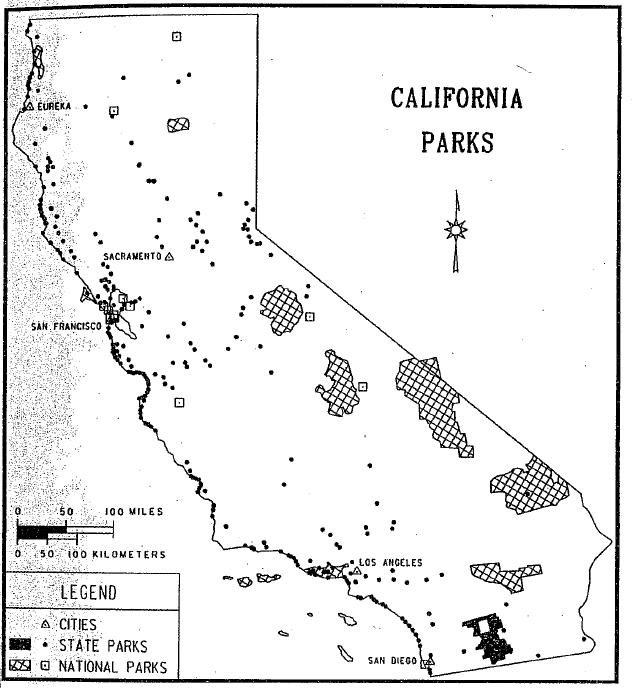 CALIFORNIA
PARKS
EUREKA
SACRAMENTO
SAN FRANCISCO
0 50 100 MILES
0 50 100 KILOMETERS
LOS ANGELES
SAN DIEGO
LEGEND
CITIES
STATE PARKS
NATIONAL PARKS